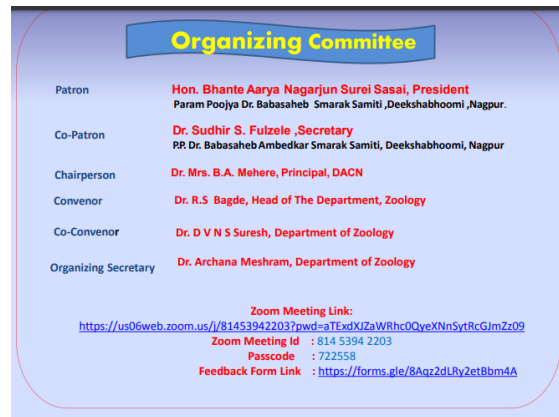 Organizing Committee
Patron Hon. Bhante Aarya Nagarjun Surei Sasai, President
Param Poojya Dr. Babasaheb Smarak Samiti ,Deekshabhoomi ,Nagpur.
Co-Patron Dr. Sudhir S. Fulzele ,Secretary
P.P. Dr. Babasaheb Ambedkar Smarak Samiti, Deekshabhoomi, Nagpur
Chairperson Dr. Mrs. B.A. Mehere, Principal, DACN
Convenor Dr. R.S Bagde, Head of The Department, Zoology
Co-Convenor Dr. D V N S Suresh, Department of Zoology
Organizing Secretary Dr. Archana Meshram, Department of Zoology
Zoom Meeting Link:
https://us06web.zoom.us/j/81453942203?pwd=aTExdXJZaWRhc0QyeXNnSytRcGJmZz09
Zoom Meeting Id : 814 5394 2203
Passcode : 722558
Feedback Form Link : https://forms.gle/8Aqz2dLRy2etBbm4A